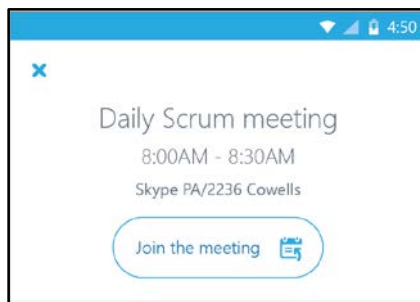 4:50
Daily Scrum meeting
8:00AM - 8:30AM
Skype PA/2236 Cowells
Join the meeting